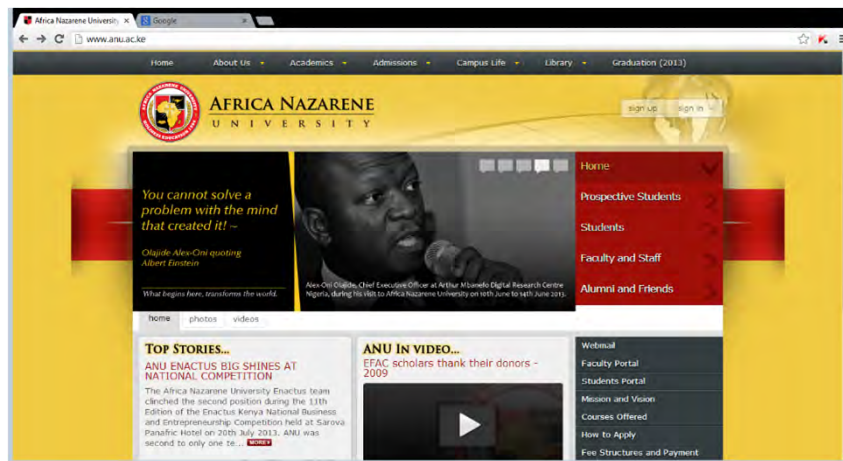 Africa Nazarene University
Google
www.anu.ac.ke
Home About Us Academics Admissions Campus Life Library Graduation (2013)
AFRICA NAZARENE
UNIVERSITY
sign up sign in
You cannot solve a
problem with the mind
that created it! ~
Olajide Alex-Oni quoting
Albert Einstein
What begins here, transforms the world.
Alex-Oni Olajide, Chief Executive Officer at Arthur Mbanefo Digital Research Centre
Nigeria, during his visit to Africa Nazarene University on 10th June to 14th June 2013.
Home
Prospective Students
Students
Faculty and Staff
Alumni and Friends
home photos videos
TOP STORIES...
ANU ENACTUS BIG SHINES AT
NATIONAL COMPETITION
The Africa Nazarene University Enactus team
clinched the second position during the 11th
Edition of the Enactus Kenya National Business
and Entrepreneurship Competition held at Sarova
Panafric Hotel on 20th July 2013. ANU was
second to only one te... MORE
ANU IN VIDEO...
EFAC scholars thank their donors -
2009
Webmail
Faculty Portal
Students Portal
Mission and Vision
Courses Offered
How to Apply
Fee Structures and Payment